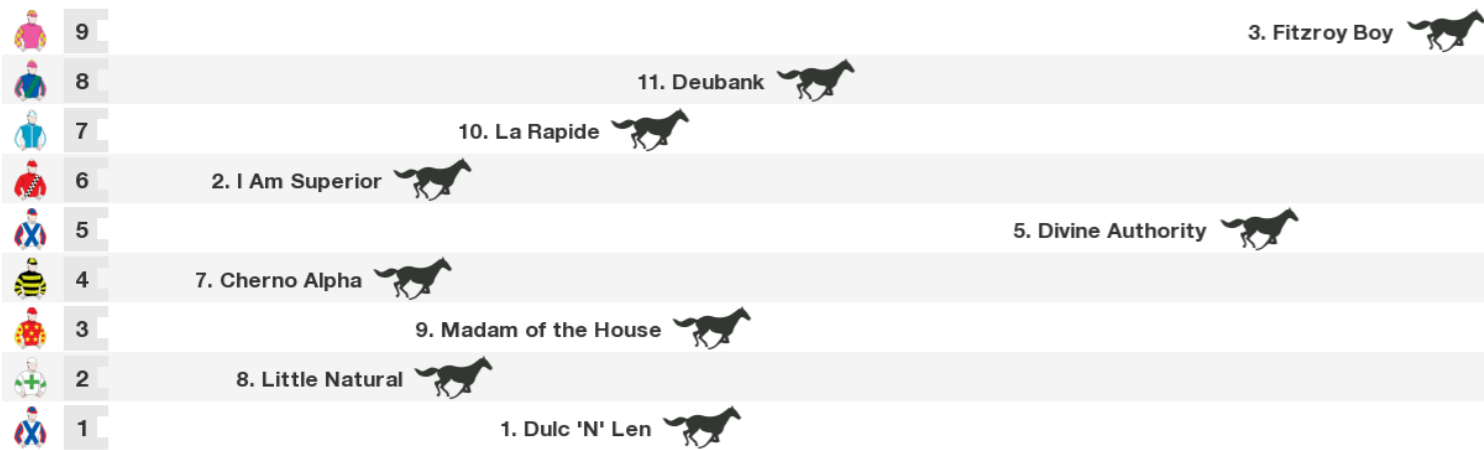 9 3. Fitzroy Boy
8 11. Deubank
7 10. La Rapide
6 2. I Am Superior
5 5. Divine Authority
4 7. Cherno Alpha
3 9. Madam of the House
2 8. Little Natural
1 1. Dulc 'N' Len